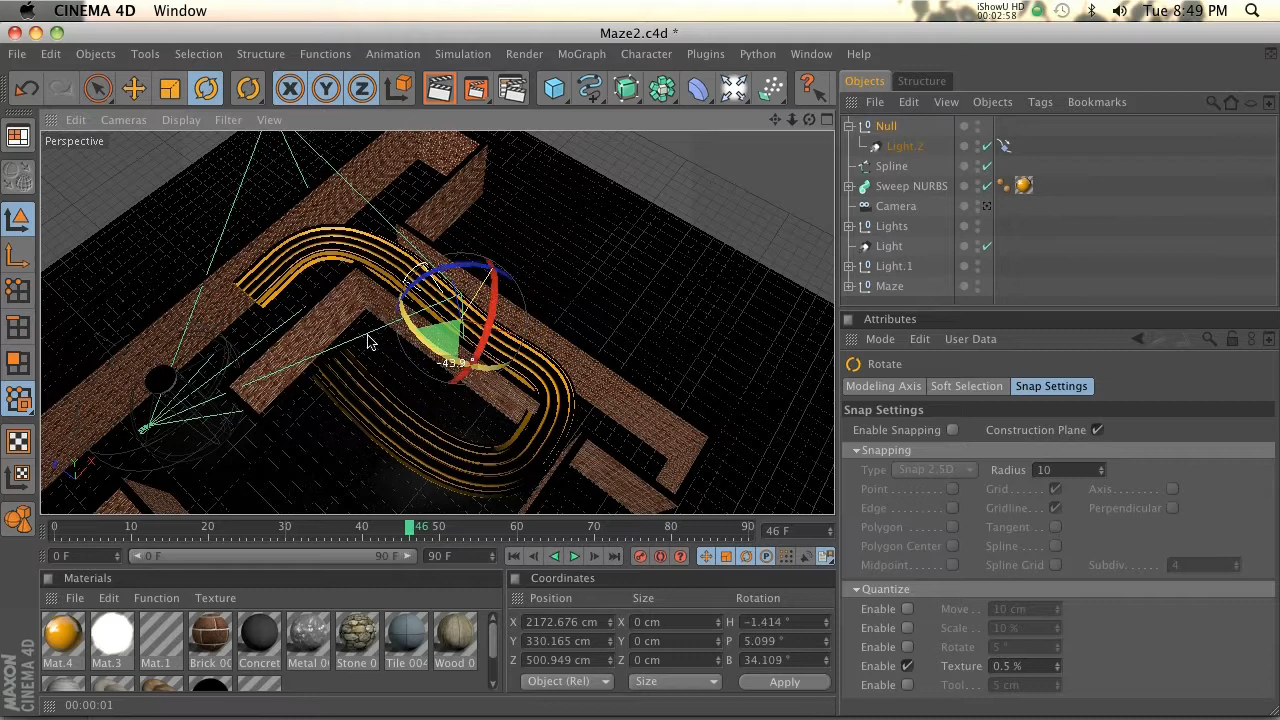 CINEMA 4D Window
iShowU HD
00:02:58
Tue 8:49 PM
Maze2.c4d *
File Edit Objects Tools Selection Structure Functions Animation Simulation Render MoGraph Character Plugins Python Window Help
Objects Structure
File Edit View Objects Tags Bookmarks
Edit Cameras Display Filter View
Perspective
Null
Light.2
Spline
Sweep NURBS
Camera
Lights
Light
Light.1
Maze
-43.9 °
Attributes
Mode Edit User Data
Rotate
Modeling Axis Soft Selection Snap Settings
Snap Settings
Enable Snapping Construction Plane
Snapping
Type Snap 2.5D Radius 10
Point Grid Axis
Edge Gridline Perpendicular
Polygon Tangent
Polygon Center Spline
Midpoint Spline Grid Subdiv. 4
Quantize
Enable Move 10 cm
Enable Scale 10 %
Enable Rotate 5 °
Enable Texture 0.5 %
Enable Tool 5 cm
0 10 20 30 40 46 50 60 70 80 90 46 F
0 F 0 F 90 F 90 F
Materials
File Edit Function Texture
Mat.4 Mat.3 Mat.1 Brick 00 Concret Metal 0 Stone 0 Tile 004 Wood 0
Coordinates
Position Size Rotation
X 2172.676 cm X 0 cm H -1.414 °
Y 330.165 cm Y 0 cm P 5.099 °
Z 500.949 cm Z 0 cm B 34.109 °
Object (Rel) Size Apply
MAXON
CINEMA 4D
00:00:01